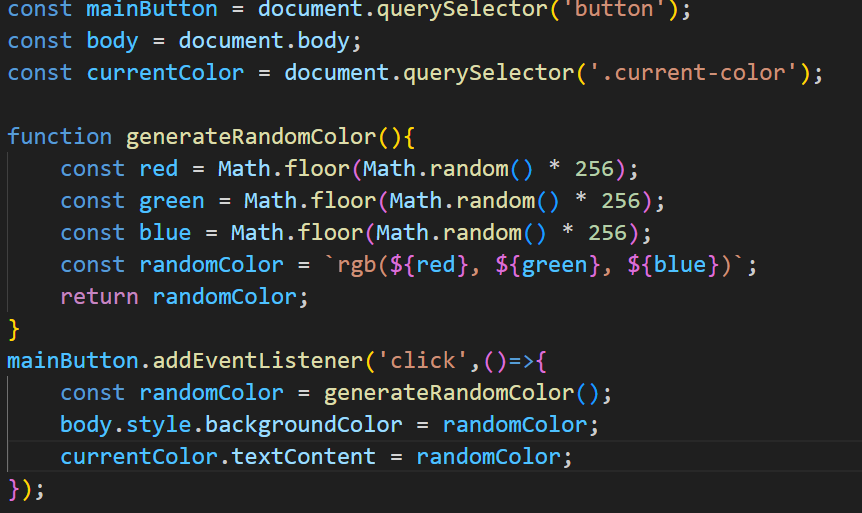 const mainButton = document.querySelector('button');
const body = document.body;
const currentColor = document.querySelector('.current-color');
function generateRandomColor(){
    const red = Math.floor(Math.random() * 256);
    const green = Math.floor(Math.random() * 256);
    const blue = Math.floor(Math.random() * 256);
    const randomColor = `rgb(${red}, ${green}, ${blue})`;
    return randomColor;
}
mainButton.addEventListener('click',()=>{
    const randomColor = generateRandomColor();
    body.style.backgroundColor = randomColor;
    currentColor.textContent = randomColor;
});